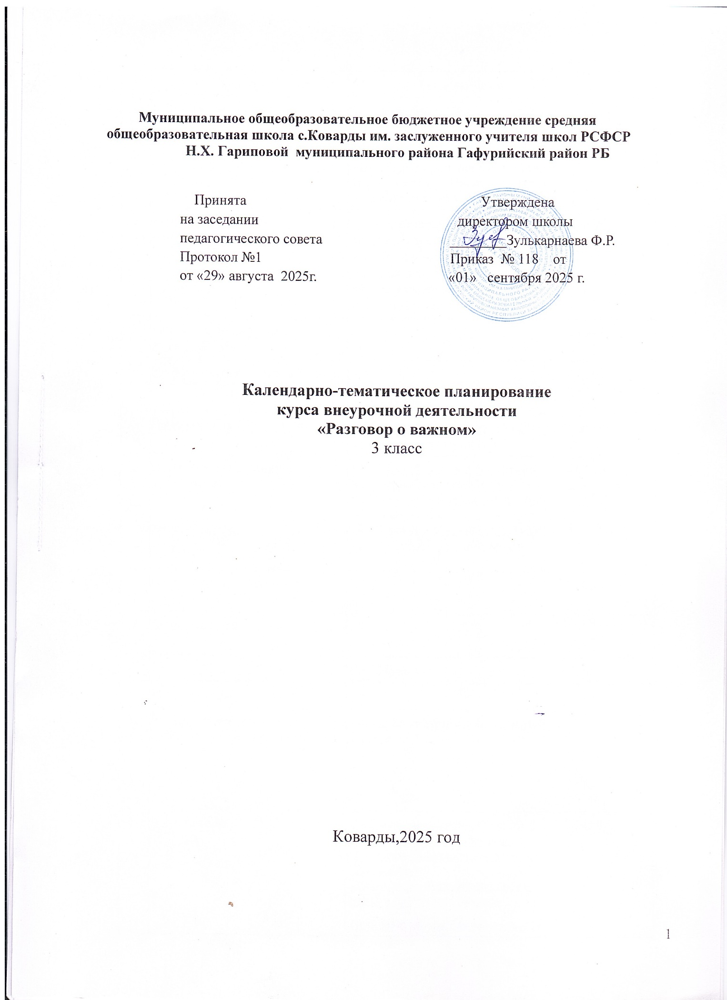 Муниципальное общеобразовательное бюджетное учреждение средняя
общеобразовательная школа с.Коварды им. заслуженного учителя школ РСФСР
Н.Х. Гариповой муниципального района Гафурийский район РБ
Принята
на заседании
педагогического совета
Протокол №1
от «29» августа 2025г.
Утверждена
директором школы
________Зулькарнаева Ф.Р.
Приказ № 118 от
«01» сентября 2025 г.
Календарно-тематическое планирование
курса внеурочной деятельности
«Разговор о важном»
3 класс
Коварды,2025 год
1